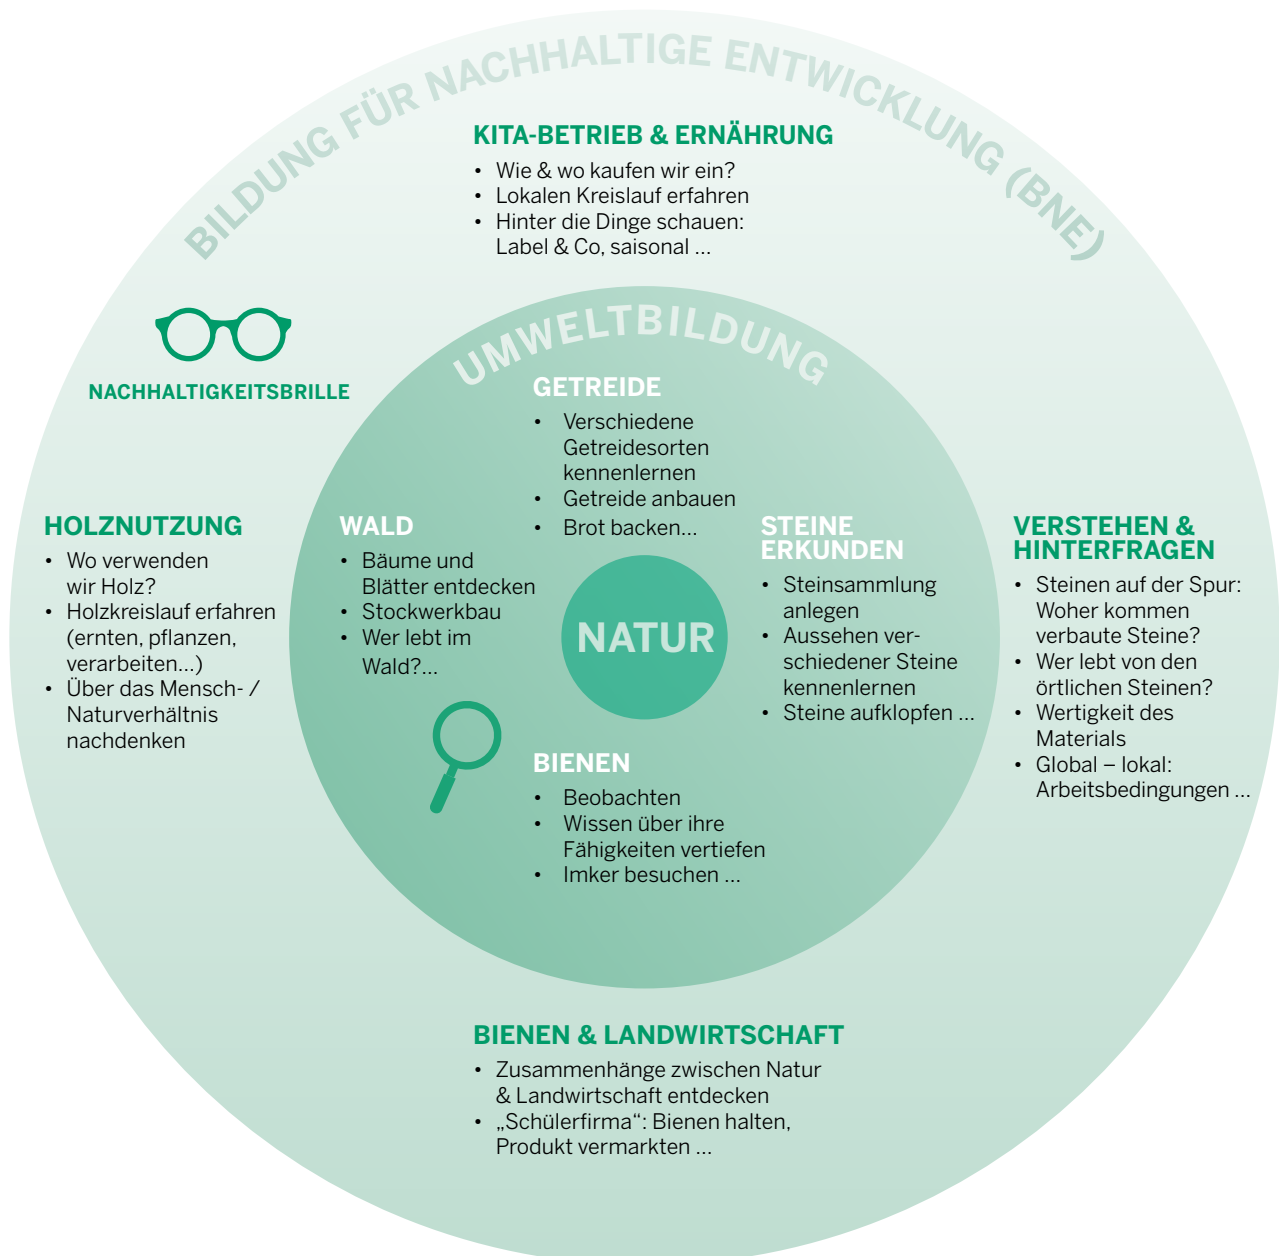 BILDUNG FÜR NACHHALTIGE ENTWICKLUNG (BNE)
KITA-BETRIEB & ERNÄHRUNG
• Wie & wo kaufen wir ein?
• Lokalen Kreislauf erfahren
• Hinter die Dinge schauen:
Label & Co, saisonal ...
NACHHALTIGKEITSBRILLE
UMWELTBILDUNG
GETREIDE
• Verschiedene
Getreidesorten
kennenlernen
• Getreide anbauen
• Brot backen...
HOLZNUTZUNG
• Wo verwenden
wir Holz?
• Holzkreislauf erfahren
(ernten, pflanzen,
verarbeiten...)
• Über das Mensch- /
Naturverhältnis
nachdenken
WALD
• Bäume und
Blätter entdecken
• Stockwerkbau
• Wer lebt im
Wald?...
NATUR
STEINE
ERKUNDEN
• Steinsammlung
anlegen
• Aussehen ver-
schiedener Steine
kennenlernen
• Steine aufklopfen ...
VERSTEHEN &
HINTERFRAGEN
• Steinen auf der Spur:
Woher kommen
verbaute Steine?
• Wer lebt von den
örtlichen Steinen?
• Wertigkeit des
Materials
• Global – lokal:
Arbeitsbedingungen ...
BIENEN
• Beobachten
• Wissen über ihre
Fähigkeiten vertiefen
• Imker besuchen ...
BIENEN & LANDWIRTSCHAFT
• Zusammenhänge zwischen Natur
& Landwirtschaft entdecken
• „Schülerfirma“: Bienen halten,
Produkt vermarkten ...